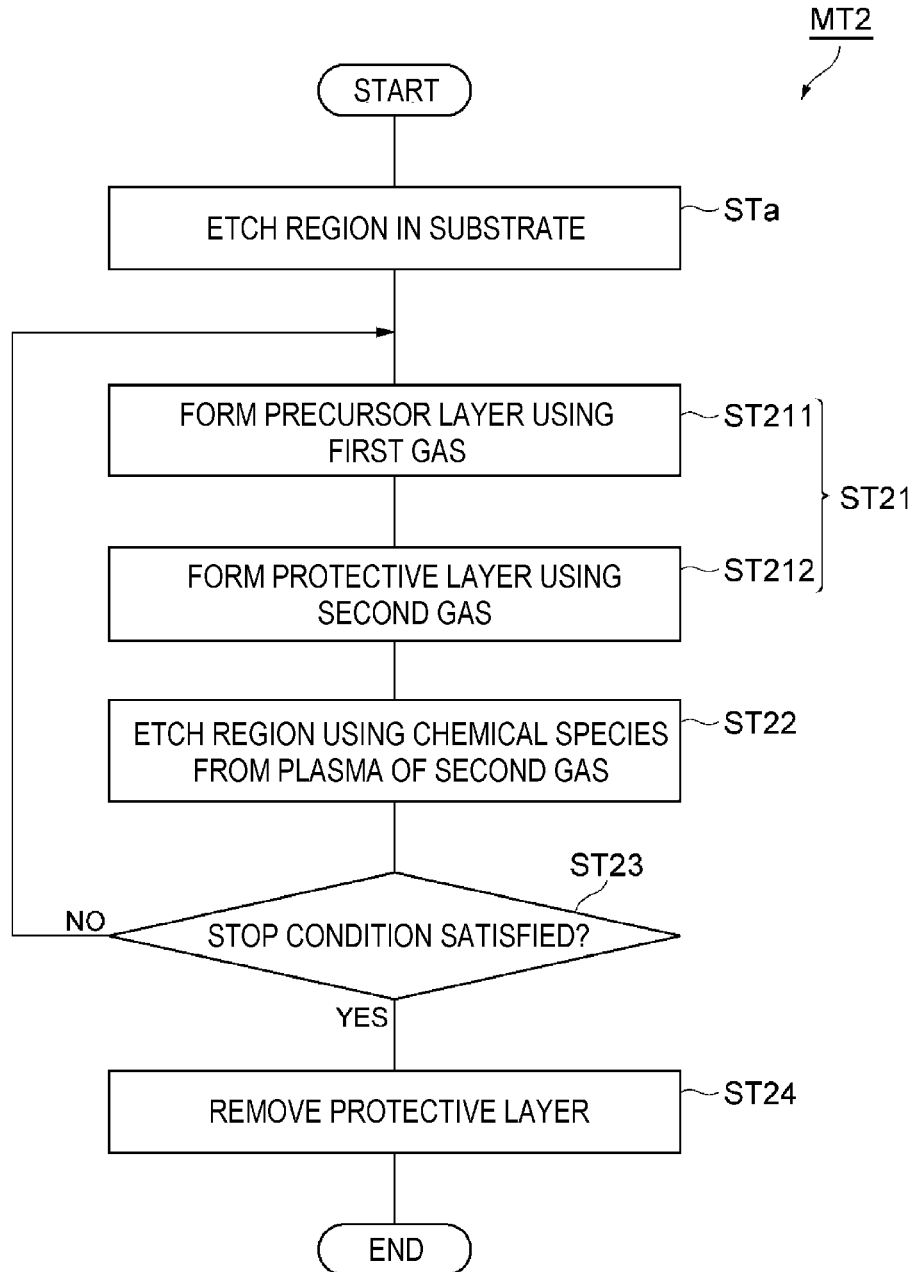 MT2
START
ETCH REGION IN SUBSTRATE
STa
FORM PRECURSOR LAYER USING
FIRST GAS
ST211
ST21
FORM PROTECTIVE LAYER USING
SECOND GAS
ST212
ETCH REGION USING CHEMICAL SPECIES
FROM PLASMA OF SECOND GAS
ST22
ST23
NO
STOP CONDITION SATISFIED?
YES
REMOVE PROTECTIVE LAYER
ST24
END